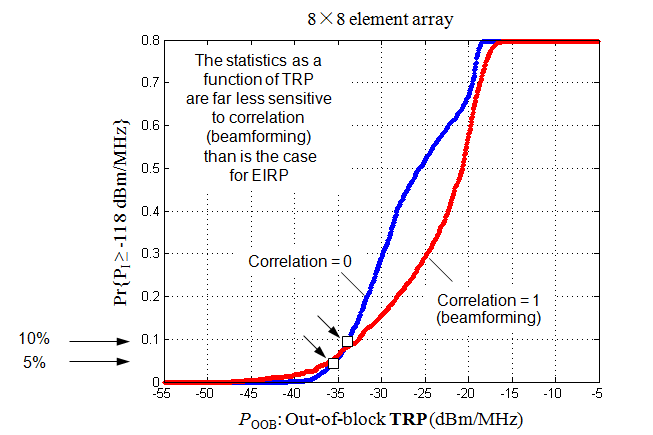 8×8 element array
0.8
0.7
0.6
0.5
0.4
0.3
0.2
0.1
0
The statistics as a
function of TRP
are far less sensitive
to correlation
(beamforming)
than is the case
for EIRP
Correlation = 0
Correlation = 1
(beamforming)
Pr{P_I ≥ -118 dBm/MHz}
10%
5%
-55 -50 -45 -40 -35 -30 -25 -20 -15 -10 -5
P_OOB: Out-of-block TRP (dBm/MHz)